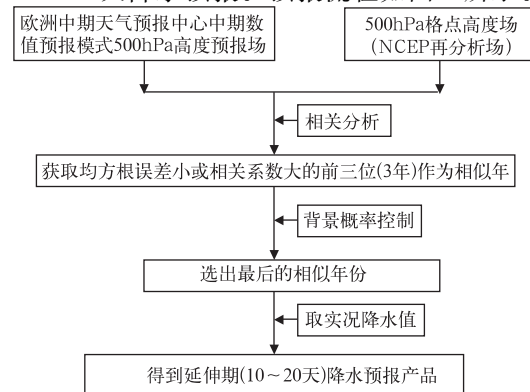 欧洲中期天气预报中心中期数
值预报模式500hPa高度预报场
500hPa格点高度场
(NCEP再分析场)
相关分析
获取均方根误差小或相关系数大的前三位(3年)作为相似年
背景概率控制
选出最后的相似年份
取实况降水值
得到延伸期(10～20天)降水预报产品